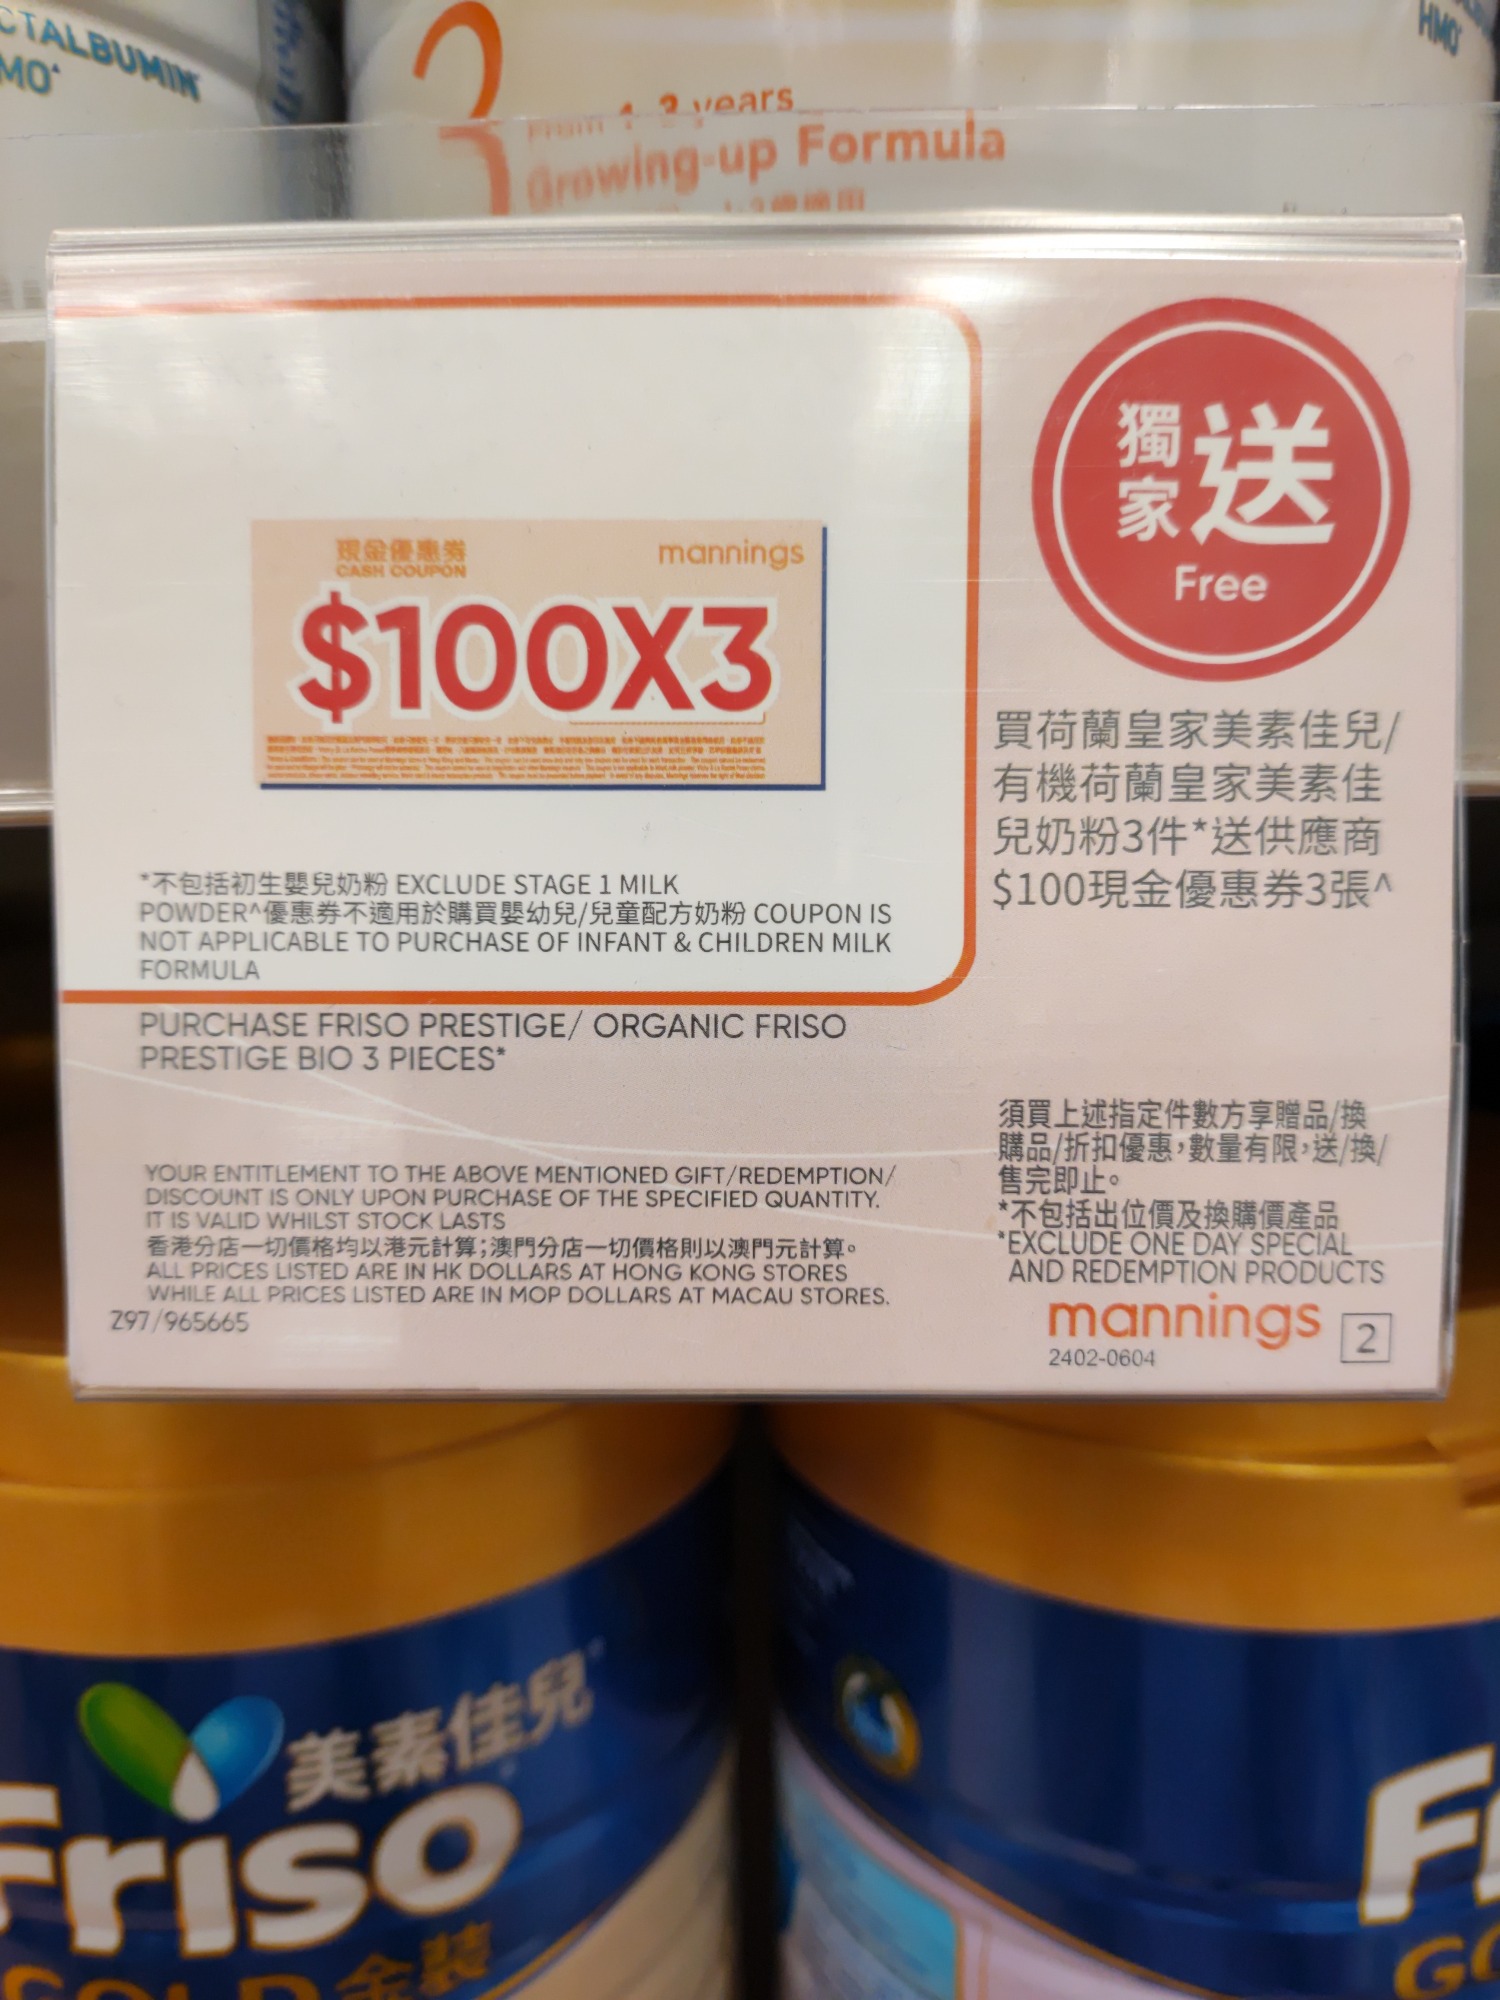 CTALBUMIN
MO
HMO
3
From 1-3 years
Growing-up Formula
獨家
送
Free
現金優惠券
CASH COUPON
mannings
$100X3
買荷蘭皇家美素佳兒/
有機荷蘭皇家美素佳
兒奶粉3件*送供應商
$100現金優惠券3張^
*不包括初生嬰兒奶粉 EXCLUDE STAGE 1 MILK
POWDER^優惠券不適用於購買嬰幼兒/兒童配方奶粉 COUPON IS
NOT APPLICABLE TO PURCHASE OF INFANT & CHILDREN MILK
FORMULA
PURCHASE FRISO PRESTIGE/ ORGANIC FRISO
PRESTIGE BIO 3 PIECES*
須買上述指定件數方享贈品/換
購品/折扣優惠,數量有限,送/換/
售完即止。
*不包括出位價及換購價產品
*EXCLUDE ONE DAY SPECIAL
AND REDEMPTION PRODUCTS
YOUR ENTITLEMENT TO THE ABOVE MENTIONED GIFT/REDEMPTION/
DISCOUNT IS ONLY UPON PURCHASE OF THE SPECIFIED QUANTITY.
IT IS VALID WHILST STOCK LASTS
香港分店一切價格均以港元計算;澳門分店一切價格則以澳門元計算。
ALL PRICES LISTED ARE IN HK DOLLARS AT HONG KONG STORES
WHILE ALL PRICES LISTED ARE IN MOP DOLLARS AT MACAU STORES.
Z97/965665
mannings
2
2402-0604
美素佳兒
Friso
GOLD 金裝